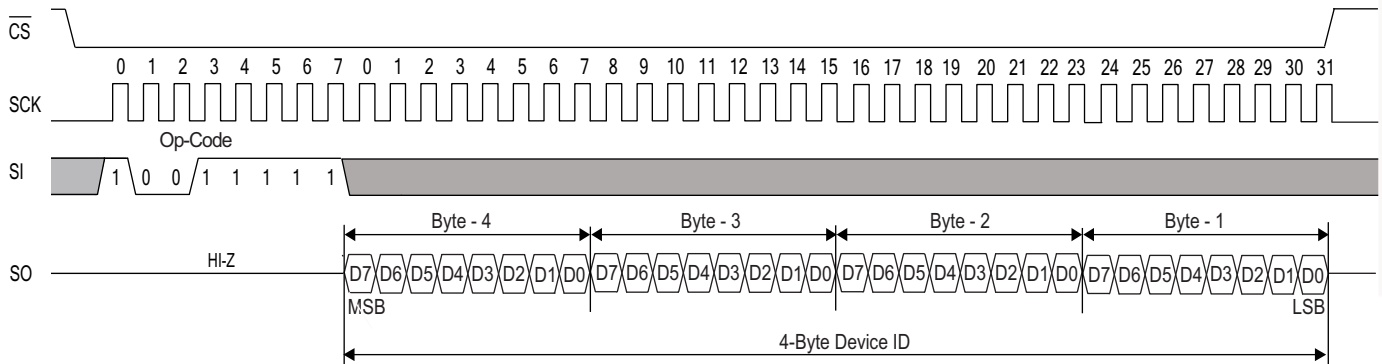 CS
0 1 2 3 4 5 6 7 0 1 2 3 4 5 6 7 8 9 10 11 12 13 14 15 16 17 18 19 20 21 22 23 24 25 26 27 28 29 30 31
SCK
Op-Code
SI 1 0 0 1 1 1 1 1
Byte - 4 Byte - 3 Byte - 2 Byte - 1
SO HI-Z D7 D6 D5 D4 D3 D2 D1 D0 D7 D6 D5 D4 D3 D2 D1 D0 D7 D6 D5 D4 D3 D2 D1 D0 D7 D6 D5 D4 D3 D2 D1 D0
MSB LSB
4-Byte Device ID